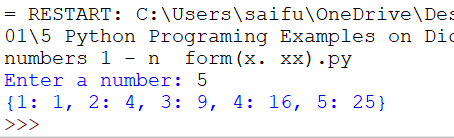 = RESTART: C:\Users\saifu\OneDrive\Des
01\5 Python Programing Examples on Dic
numbers 1 - n  form(x. xx).py
Enter a number: 5
{1: 1, 2: 4, 3: 9, 4: 16, 5: 25}
>>>